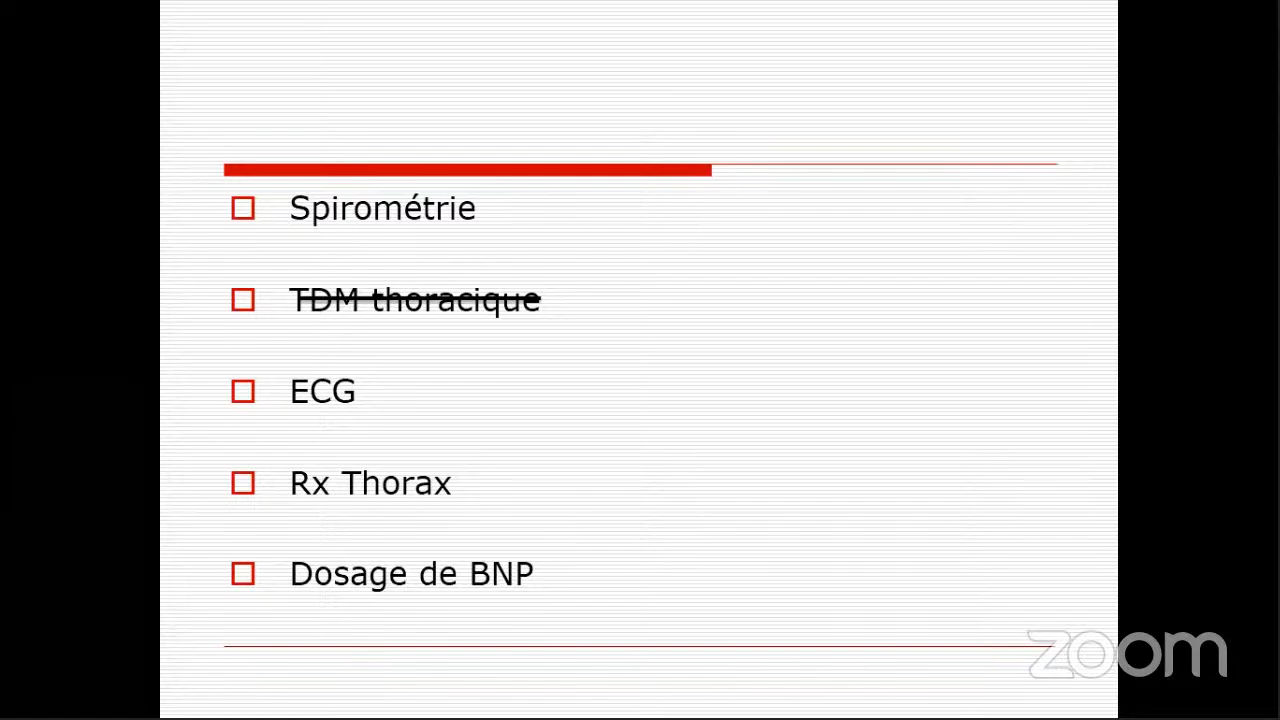 Spirométrie
TDM thoracique
ECG
Rx Thorax
Dosage de BNP
zoom